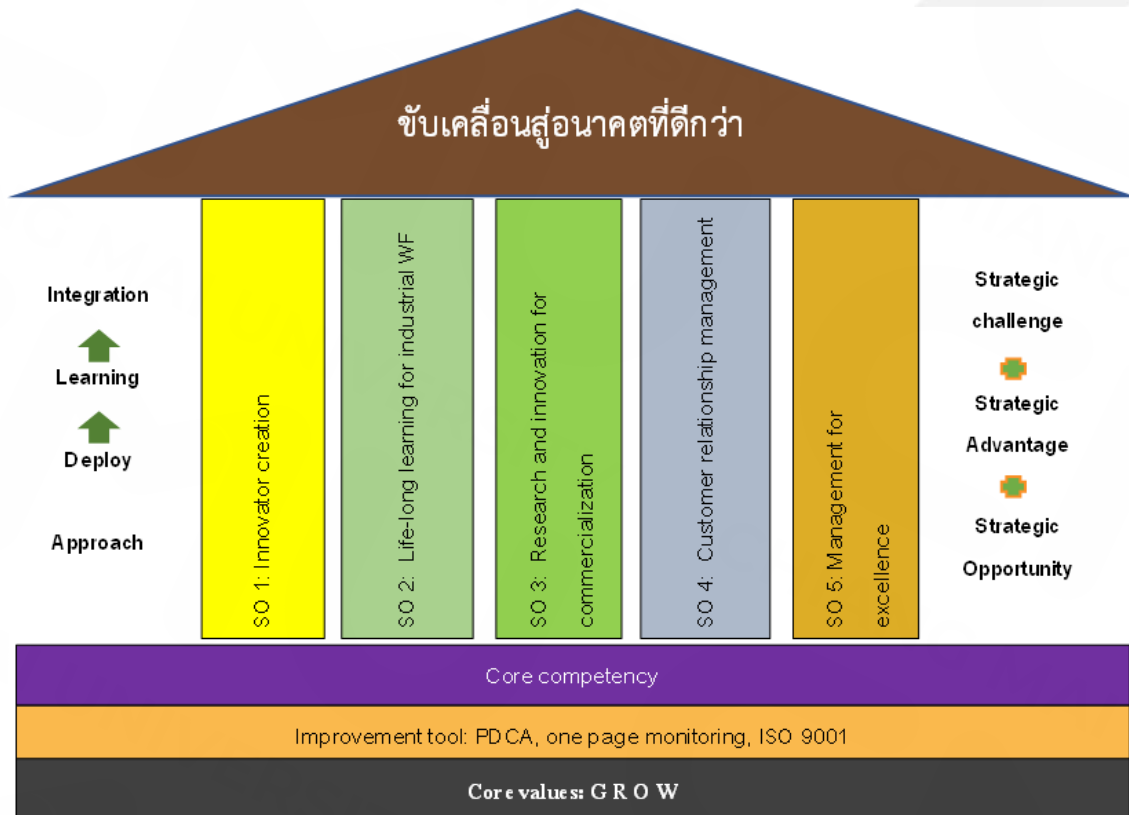 ขับเคลื่อนสู่อนาคตที่ดีกว่า
Integration
Learning
Deploy
Approach
SO 1: Innovator creation
SO 2: Life-long learning for industrial WF
SO 3: Research and innovation for
commercialization
SO 4: Customer relationship management
SO 5: Management for
excellence
Strategic
challenge
Strategic
Advantage
Strategic
Opportunity
Core competency
Improvement tool: PDCA, one page monitoring, ISO 9001
Core values: G R O W